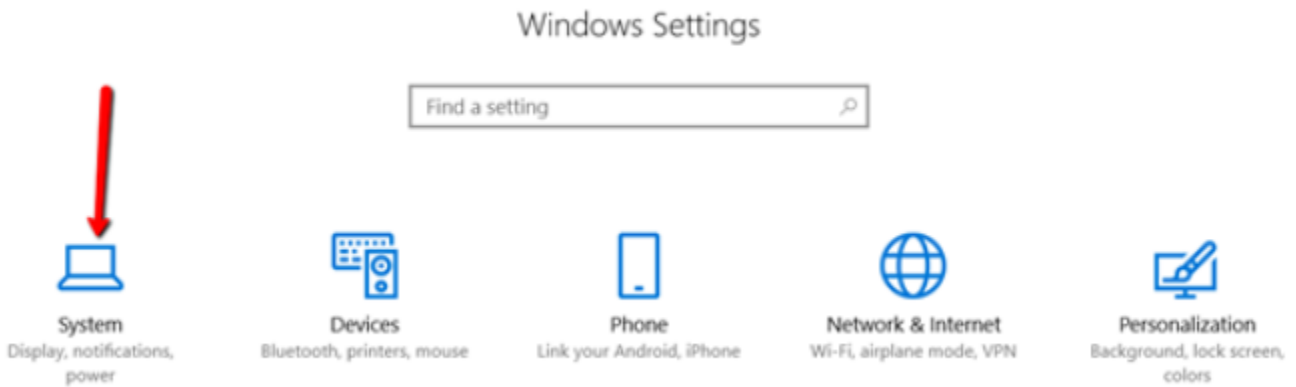 Windows Settings
Find a setting
System
Display, notifications,
power
Devices
Bluetooth, printers, mouse
Phone
Link your Android, iPhone
Network & Internet
Wi-Fi, airplane mode, VPN
Personalization
Background, lock screen,
colors